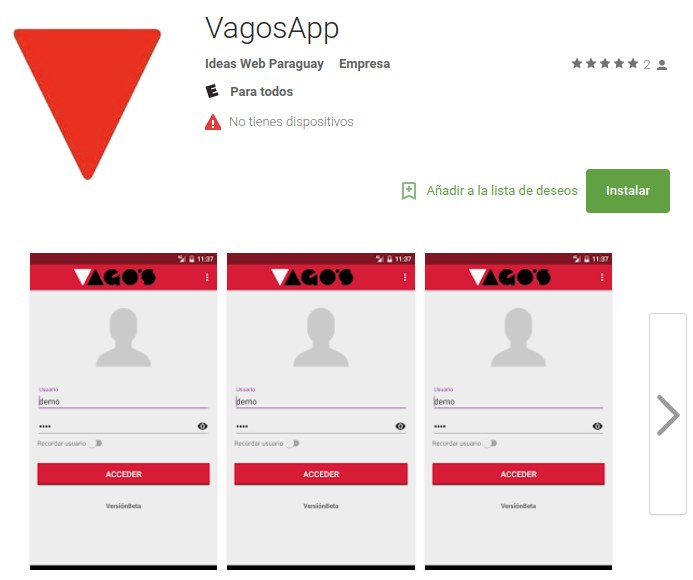 VagosApp
Ideas Web Paraguay Empresa
2
E Para todos
No tienes dispositivos
Añadir a la lista de deseos
Instalar
11:37
VAGO'S
Usuario
demo
••••
Recordar usuario
ACCEDER
VersiónBeta
11:37
VAGO'S
Usuario
demo
••••
Recordar usuario
ACCEDER
VersiónBeta
11:37
VAGO'S
Usuario
demo
••••
Recordar usuario
ACCEDER
VersiónBeta